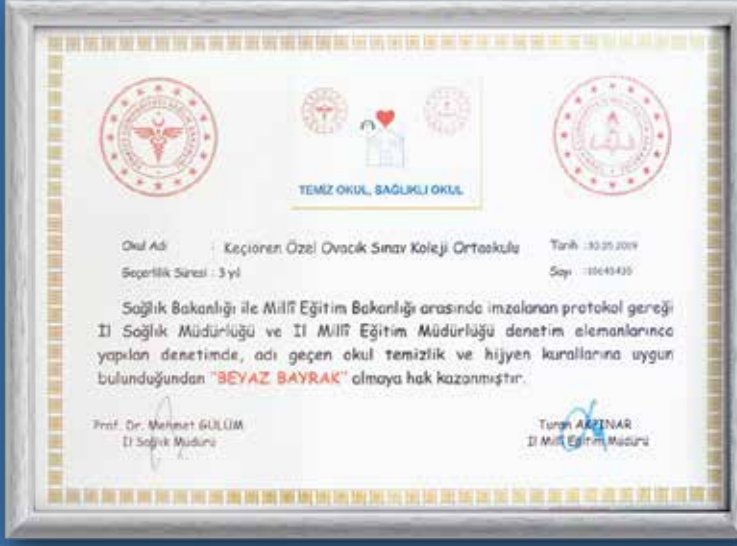 TEMİZ OKUL, SAĞLIKLI OKUL
Okul Adı : Keçiören Özel Ovacık Sınav Koleji Ortaokulu Tarih : 30.05.2019
Geçerlilik Süresi : 3 yıl Sayı :
Sağlık Bakanlığı ile Millî Eğitim Bakanlığı arasında imzalanan protokol gereği
İl Sağlık Müdürlüğü ve İl Millî Eğitim Müdürlüğü denetim elemanlarınca
yapılan denetimde, adı geçen okul temizlik ve hijyen kurallarına uygun
bulunduğundan "BEYAZ BAYRAK" almaya hak kazanmıştır.
Prof. Dr. Mehmet GÜLÜM Turan AKPINAR
İl Sağlık Müdürü İl Millî Eğitim Müdürü